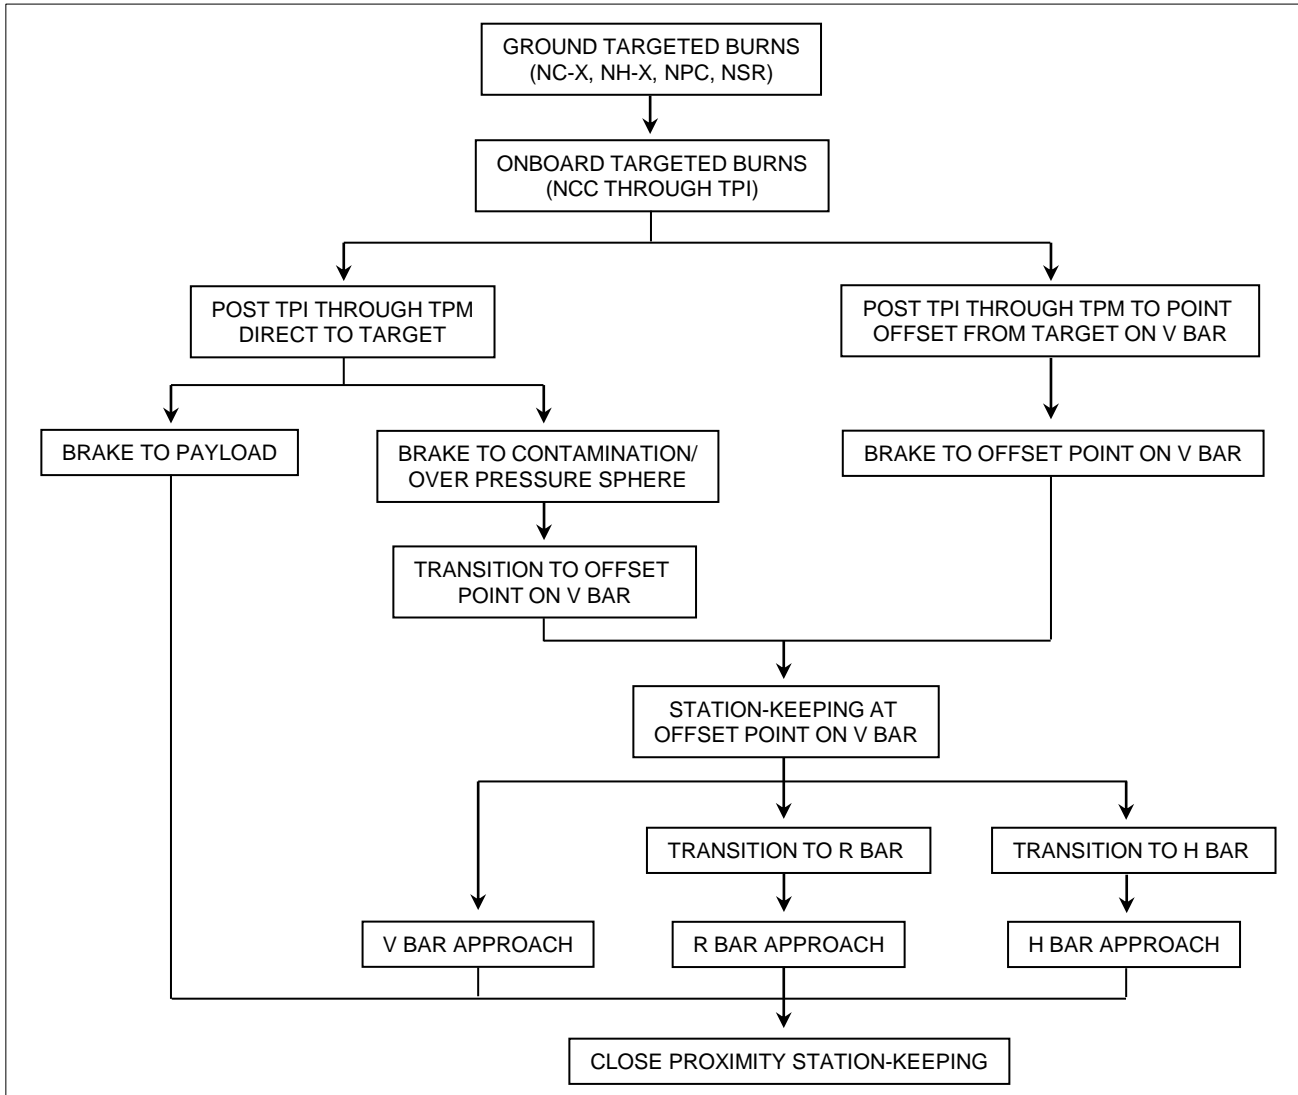 GROUND TARGETED BURNS
(NC-X, NH-X, NPC, NSR)
ONBOARD TARGETED BURNS
(NCC THROUGH TPI)
POST TPI THROUGH TPM
DIRECT TO TARGET
POST TPI THROUGH TPM TO POINT
OFFSET FROM TARGET ON V BAR
BRAKE TO PAYLOAD
BRAKE TO CONTAMINATION/
OVER PRESSURE SPHERE
BRAKE TO OFFSET POINT ON V BAR
TRANSITION TO OFFSET
POINT ON V BAR
STATION-KEEPING AT
OFFSET POINT ON V BAR
TRANSITION TO R BAR
TRANSITION TO H BAR
V BAR APPROACH
R BAR APPROACH
H BAR APPROACH
CLOSE PROXIMITY STATION-KEEPING